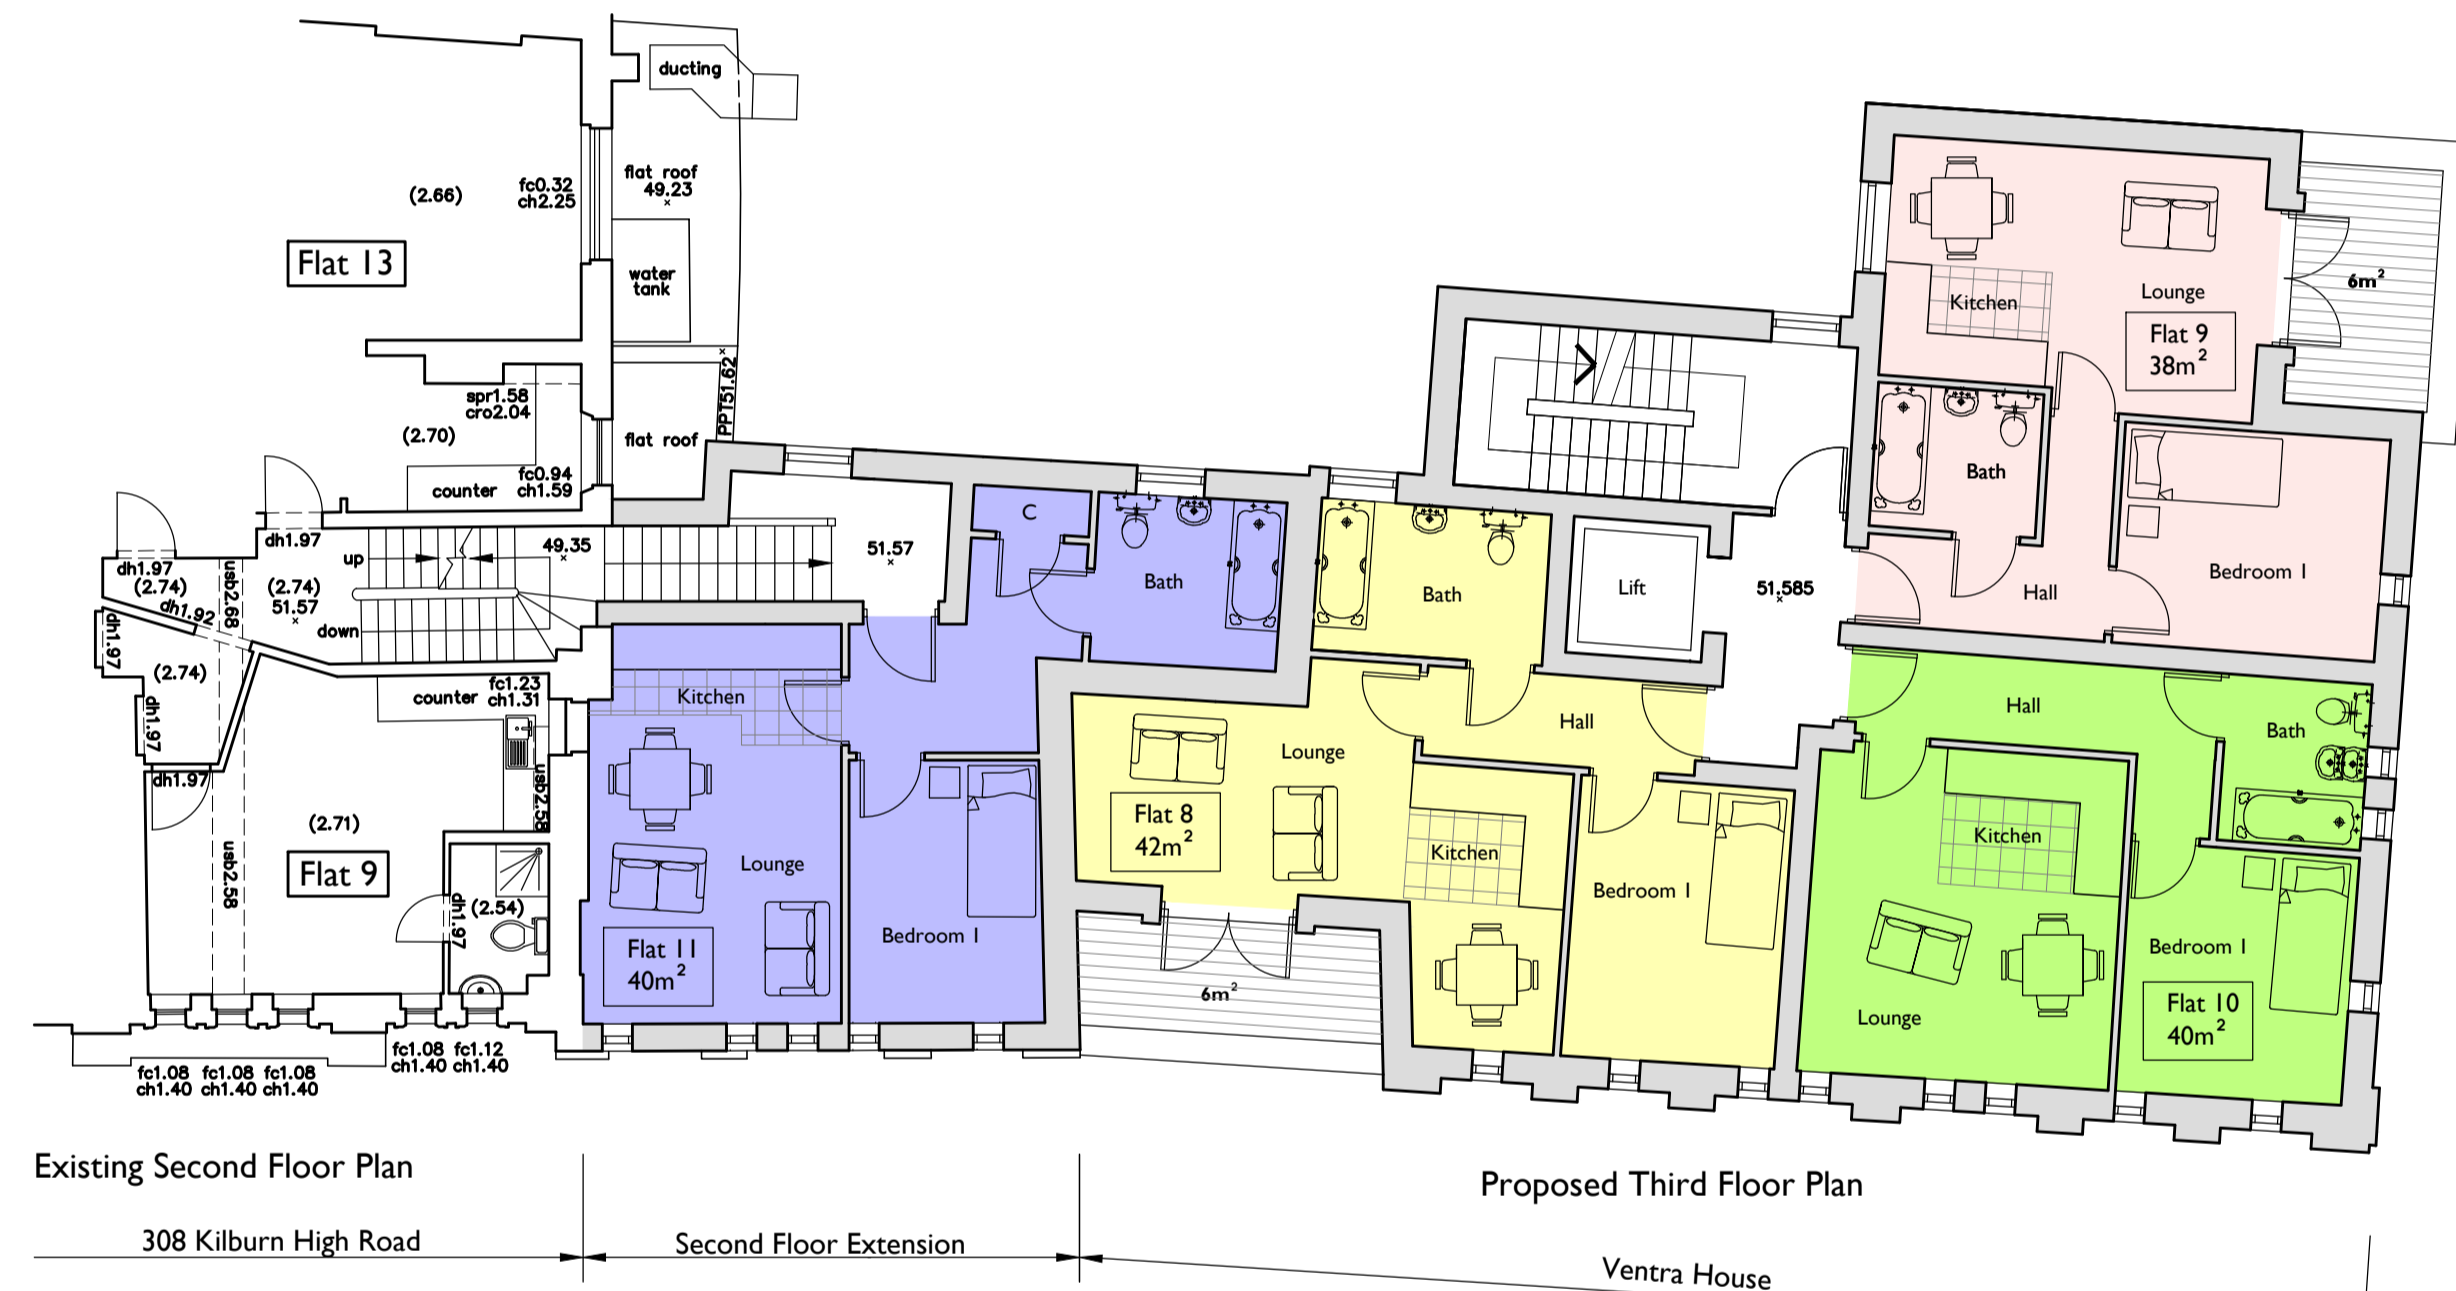 ducting
flat roof
49.23
(2.66)
fc0.32
ch2.25
Flat 13
water
tank
PPT51.62
spr1.58
cro2.04
(2.70)
flat roof
fc0.94
ch1.59
counter
dh1.97
up
49.35
51.57
dh1.97
(2.74)
usb2.68
(2.74)
51.57
dh1.92
down
dh1.97
(2.74)
dh1.97
counter
fc1.23
ch1.31
usb2.58
dh1.97
(2.71)
Flat 9
usb2.58
dh1.97
(2.54)
fc1.08
ch1.40
fc1.08
ch1.40
fc1.08
ch1.40
fc1.08
ch1.40
fc1.12
ch1.40
C
Bath
Kitchen
Lounge
Flat 11
40m²
Bedroom 1
Bath
Lounge
Hall
Flat 8
42m²
Kitchen
Bedroom 1
6m²
Lift
51.585
Kitchen
Lounge
Flat 9
38m²
6m²
Bath
Hall
Bedroom 1
Hall
Bath
Kitchen
Lounge
Bedroom 1
Flat 10
40m²
Existing Second Floor Plan
Proposed Third Floor Plan
308 Kilburn High Road
Second Floor Extension
Ventra House